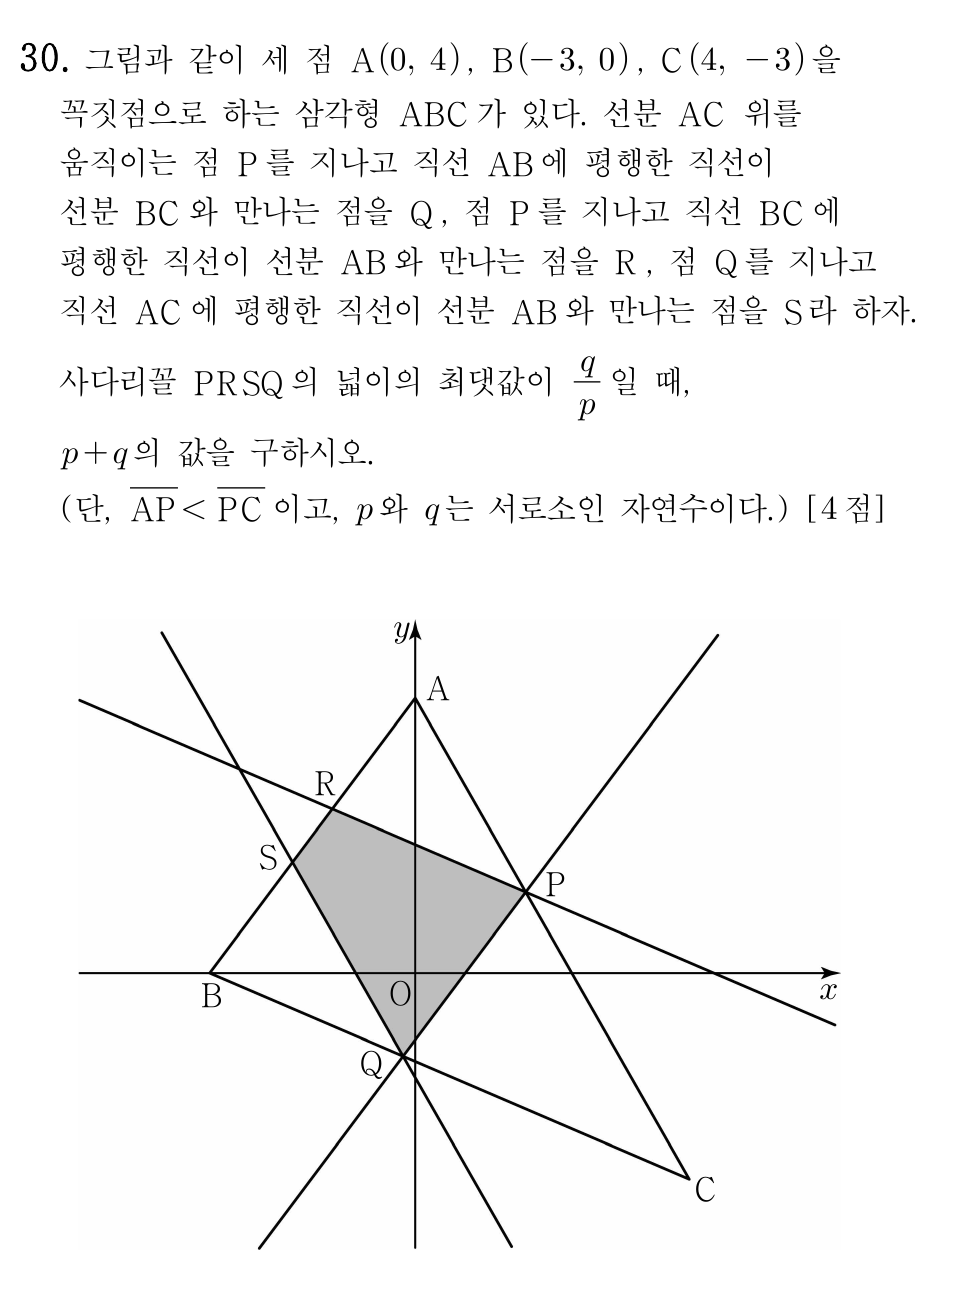 30. 그림과 같이 세 점 A(0, 4), B(−3, 0), C(4, −3)을
꼭짓점으로 하는 삼각형 ABC가 있다. 선분 AC 위를
움직이는 점 P를 지나고 직선 AB에 평행한 직선이
선분 BC와 만나는 점을 Q, 점 P를 지나고 직선 BC에
평행한 직선이 선분 AB와 만나는 점을 R, 점 Q를 지나고
직선 AC에 평행한 직선이 선분 AB와 만나는 점을 S라 하자.
사다리꼴 PRSQ의 넓이의 최댓값이 q/p 일 때,
p+q의 값을 구하시오.
(단, A̅P̅ < P̅C̅ 이고, p와 q는 서로소인 자연수이다.) [4점]
y
A
R
S
P
B
O
x
Q
C